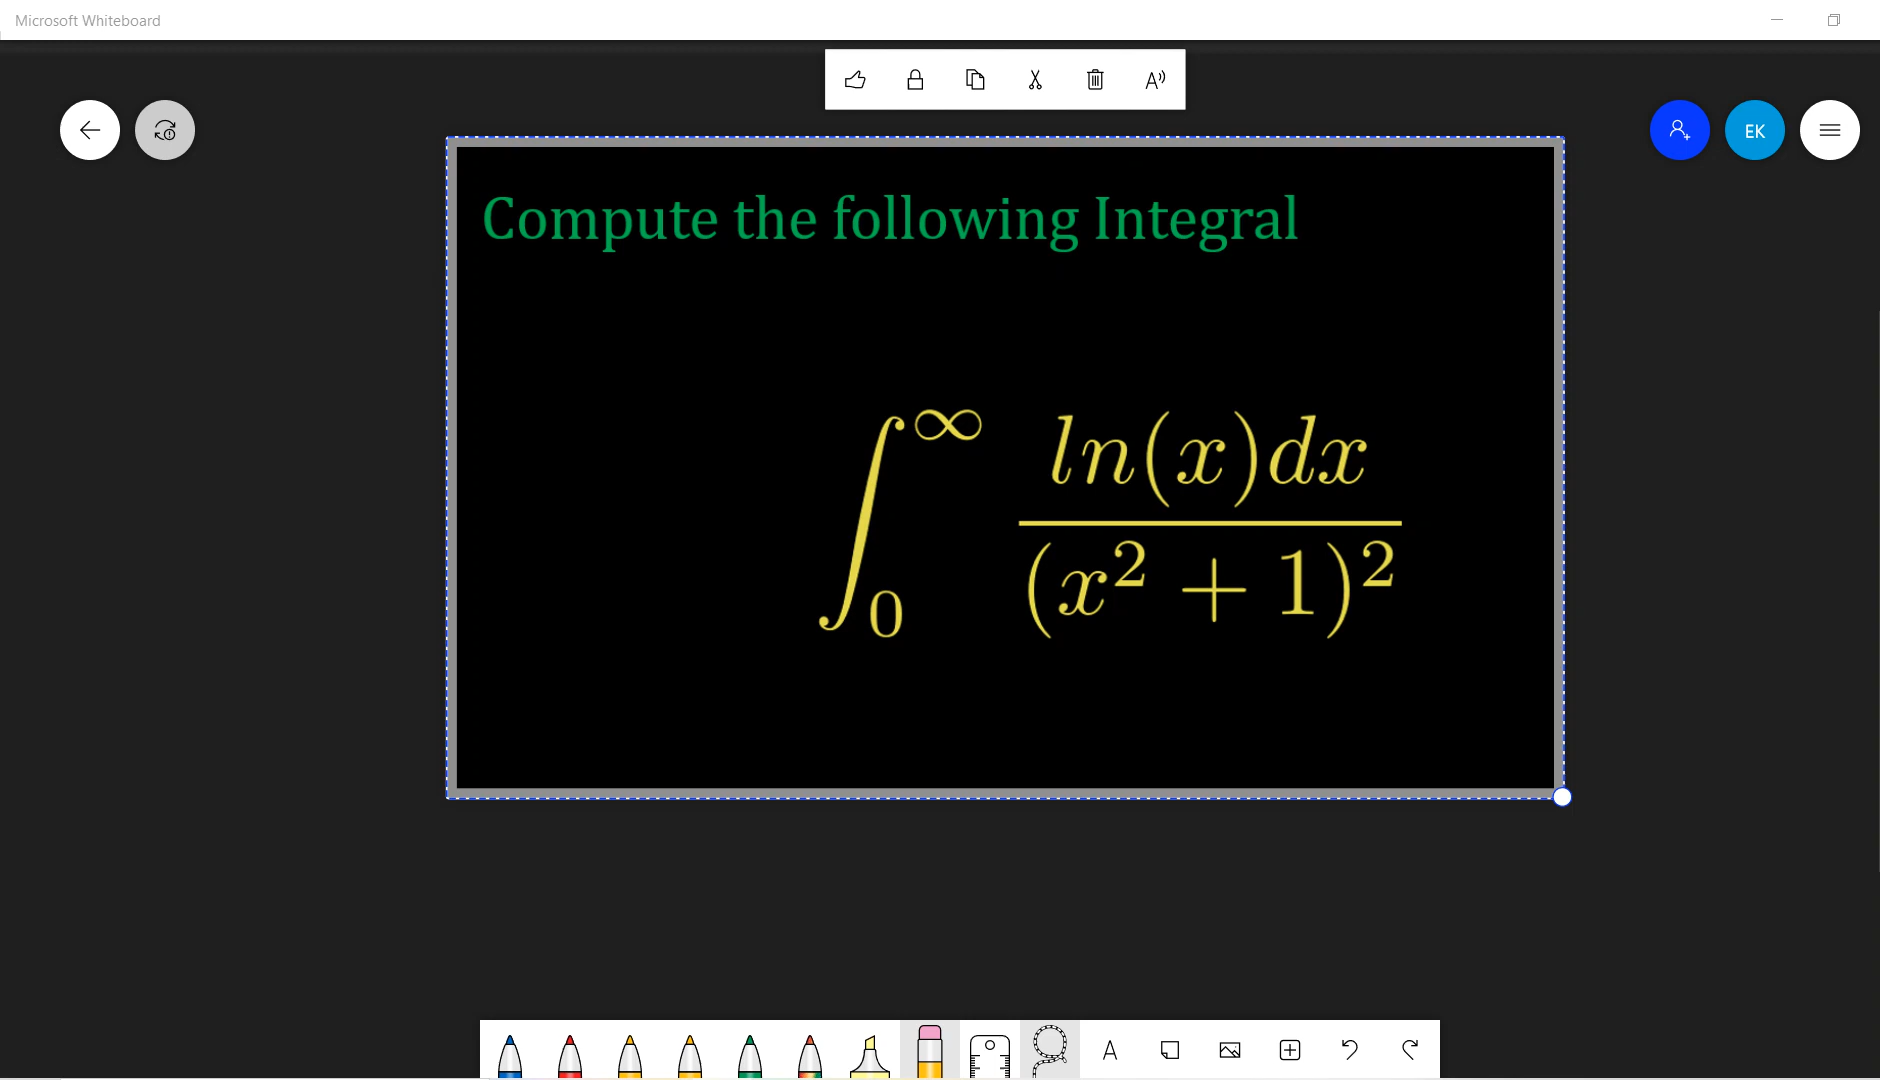 Microsoft Whiteboard
EK
Compute the following Integral
∫₀^∞ ln(x)dx / (x² + 1)²